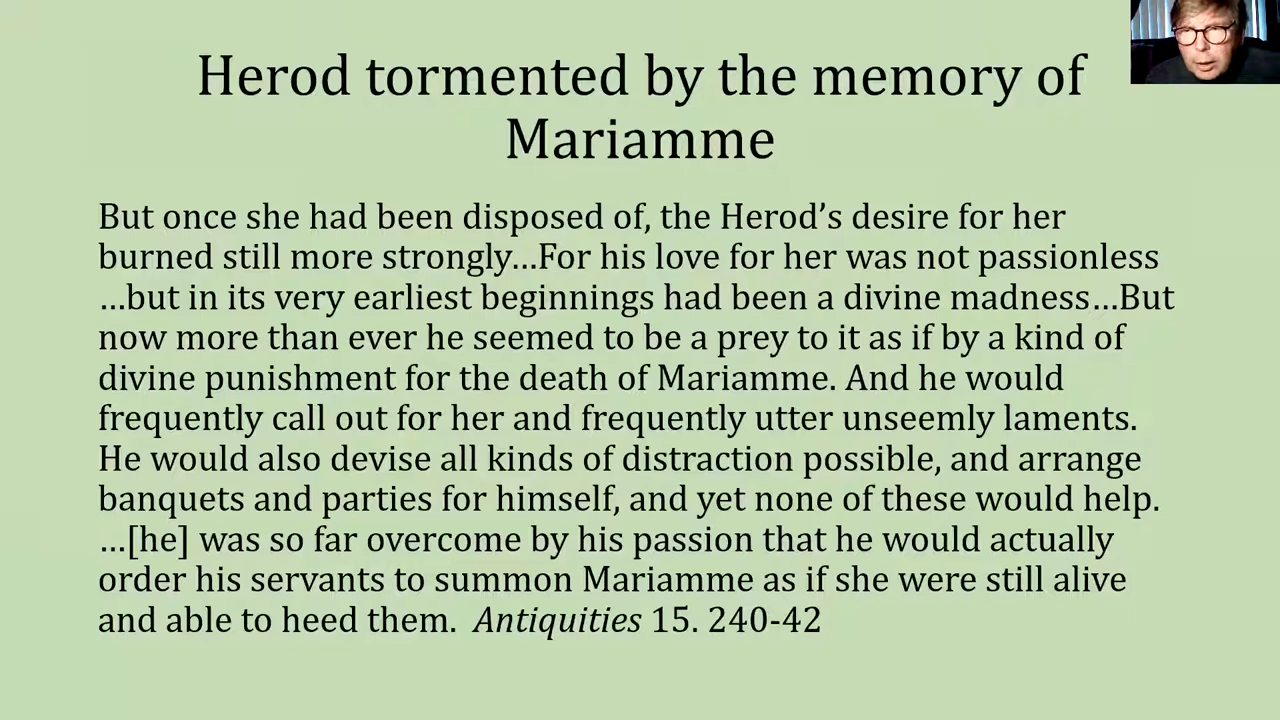 Herod tormented by the memory of
Mariamme
But once she had been disposed of, the Herod’s desire for her
burned still more strongly…For his love for her was not passionless
…but in its very earliest beginnings had been a divine madness…But
now more than ever he seemed to be a prey to it as if by a kind of
divine punishment for the death of Mariamme. And he would
frequently call out for her and frequently utter unseemly laments.
He would also devise all kinds of distraction possible, and arrange
banquets and parties for himself, and yet none of these would help.
…[he] was so far overcome by his passion that he would actually
order his servants to summon Mariamme as if she were still alive
and able to heed them.  Antiquities 15. 240-42